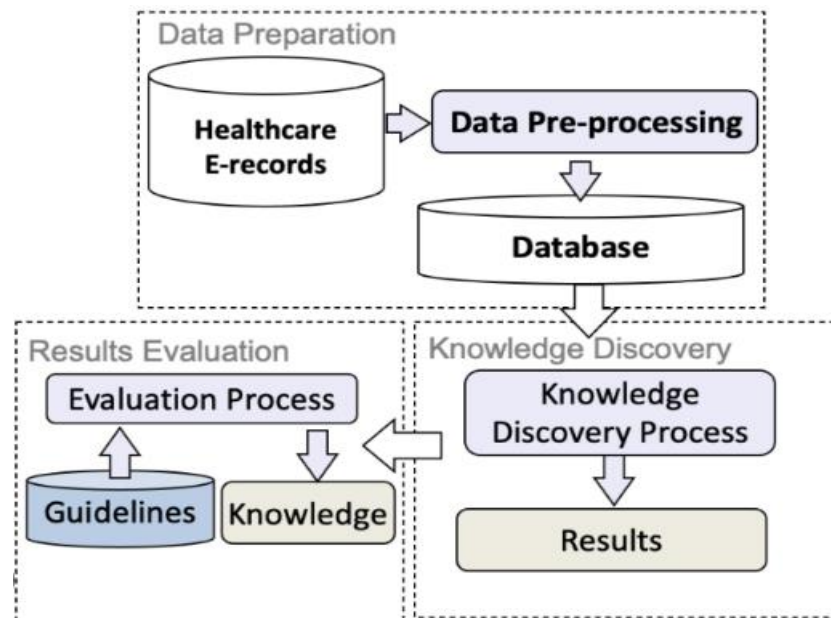 Data Preparation
Healthcare
E-records
Data Pre-processing
Database
Results Evaluation
Evaluation Process
Guidelines
Knowledge
Knowledge Discovery
Knowledge
Discovery Process
Results